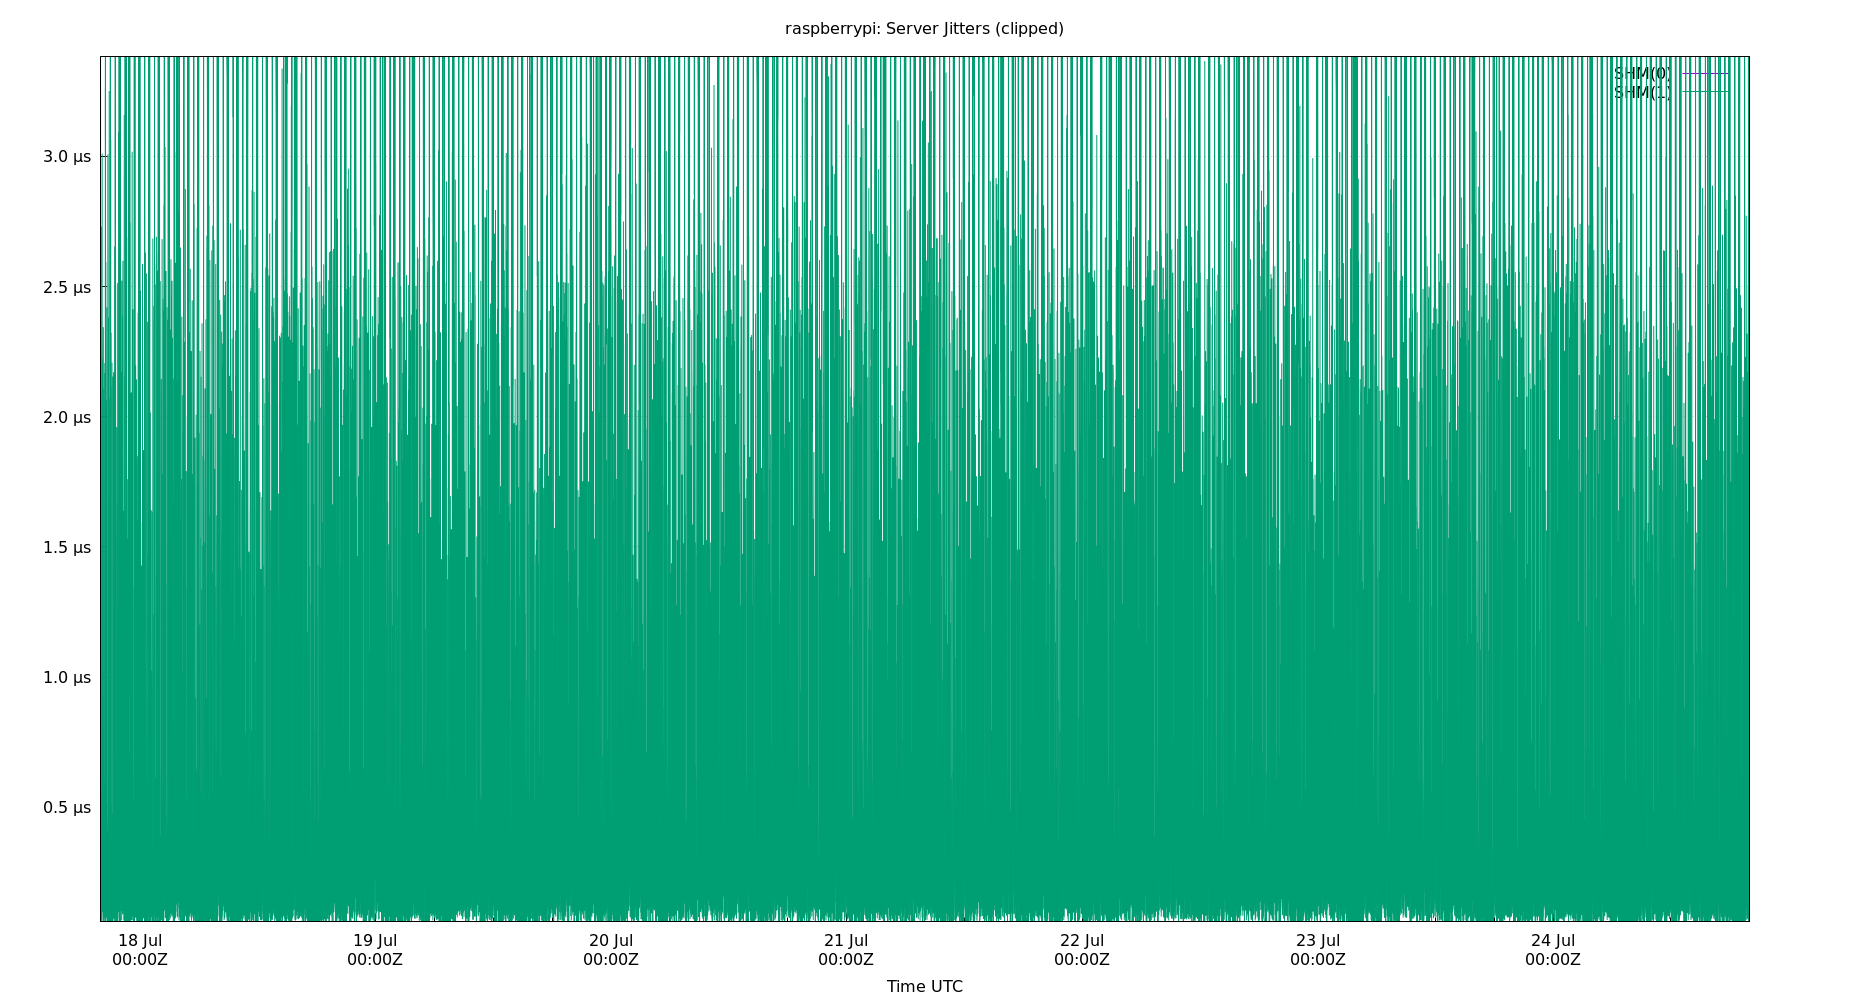 raspberrypi: Server Jitters (clipped)
SHM(0)
SHM(1)
3.0 µs
2.5 µs
2.0 µs
1.5 µs
1.0 µs
0.5 µs
18 Jul 19 Jul 20 Jul 21 Jul 22 Jul 23 Jul 24 Jul
00:00Z 00:00Z 00:00Z 00:00Z 00:00Z 00:00Z 00:00Z
Time UTC